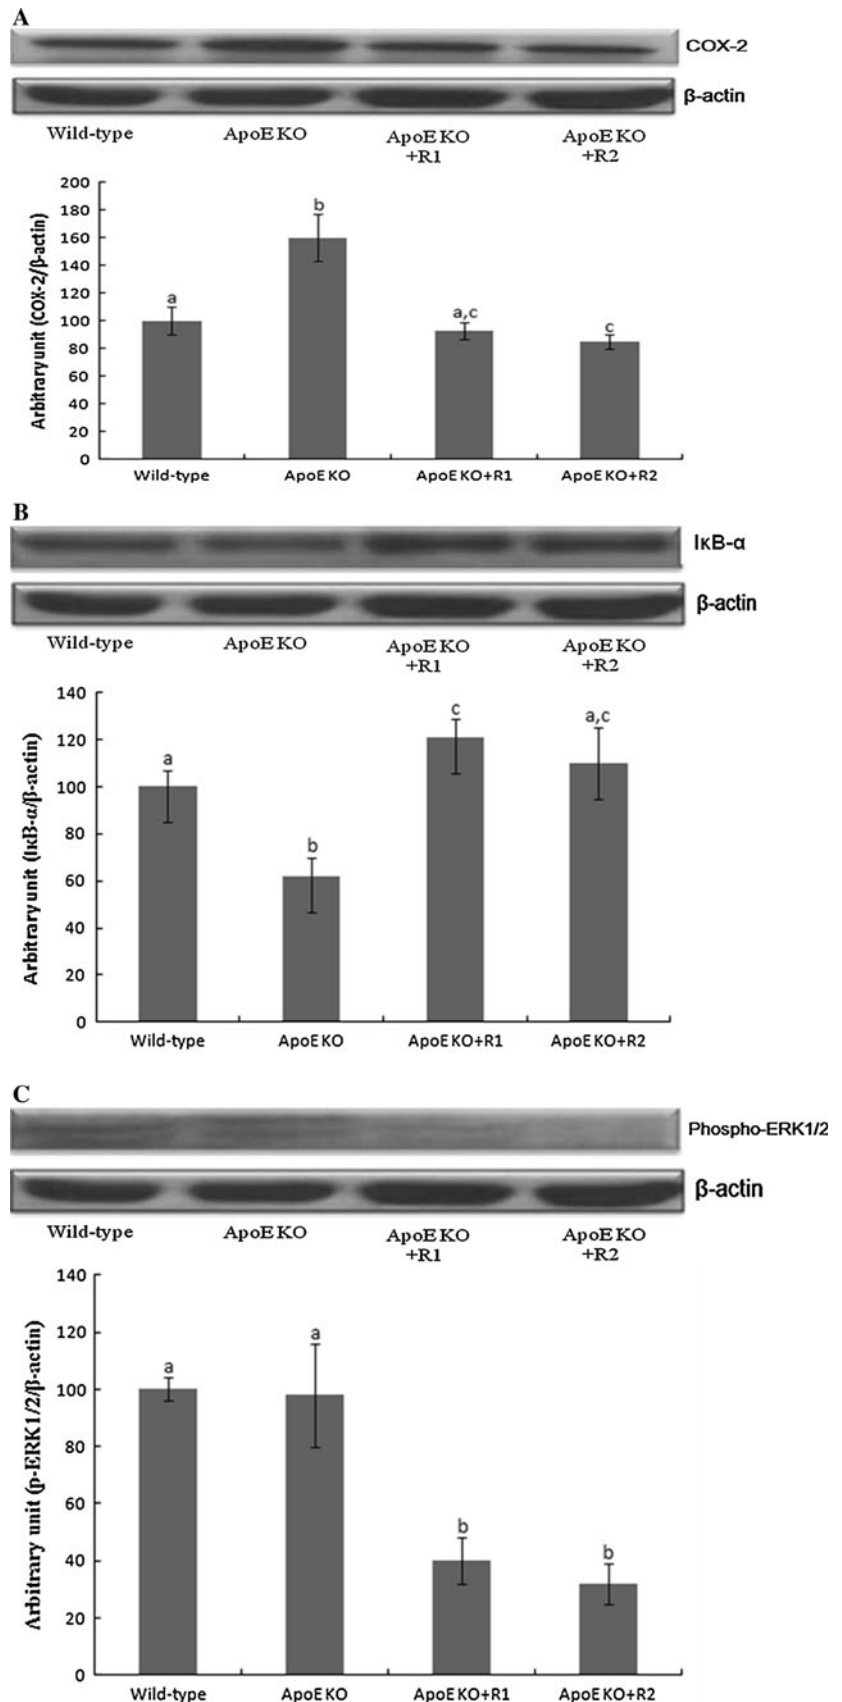 A
COX-2
β-actin
Wild-type ApoE KO ApoE KO ApoE KO
+R1 +R2
Arbitrary unit (COX-2/β-actin)
200
180
160
140
120
100
80
60
40
20
0
a
b
a,c
c
Wild-type ApoE KO ApoE KO+R1 ApoE KO+R2
B
IκB-α
β-actin
Wild-type ApoE KO ApoE KO ApoE KO
+R1 +R2
Arbitrary unit (IκB-α/β-actin)
140
120
100
80
60
40
20
0
a
b
c
a,c
Wild-type ApoE KO ApoE KO+R1 ApoE KO+R2
C
Phospho-ERK1/2
β-actin
Wild-type ApoE KO ApoE KO ApoE KO
+R1 +R2
Arbitrary unit (p-ERK1/2/β-actin)
140
120
100
80
60
40
20
0
a
a
b
b
Wild-type ApoE KO ApoE KO+R1 ApoE KO+R2